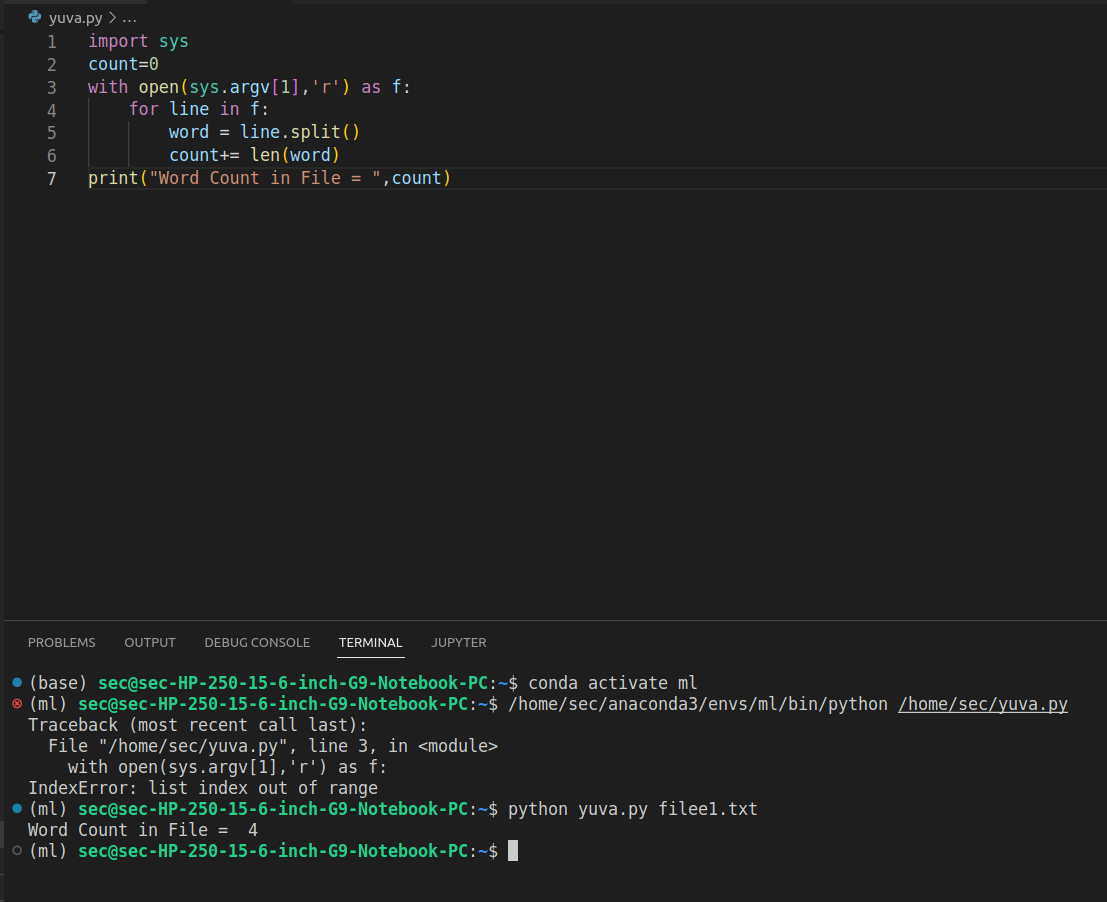 yuva.py > ...
1 import sys
2 count=0
3 with open(sys.argv[1],'r') as f:
4     for line in f:
5         word = line.split()
6         count+= len(word)
7 print("Word Count in File = ",count)
PROBLEMS OUTPUT DEBUG CONSOLE TERMINAL JUPYTER
(base) sec@sec-HP-250-15-6-inch-G9-Notebook-PC:~$ conda activate ml
(ml) sec@sec-HP-250-15-6-inch-G9-Notebook-PC:~$ /home/sec/anaconda3/envs/ml/bin/python /home/sec/yuva.py
Traceback (most recent call last):
  File "/home/sec/yuva.py", line 3, in <module>
    with open(sys.argv[1],'r') as f:
IndexError: list index out of range
(ml) sec@sec-HP-250-15-6-inch-G9-Notebook-PC:~$ python yuva.py filee1.txt
Word Count in File =  4
(ml) sec@sec-HP-250-15-6-inch-G9-Notebook-PC:~$